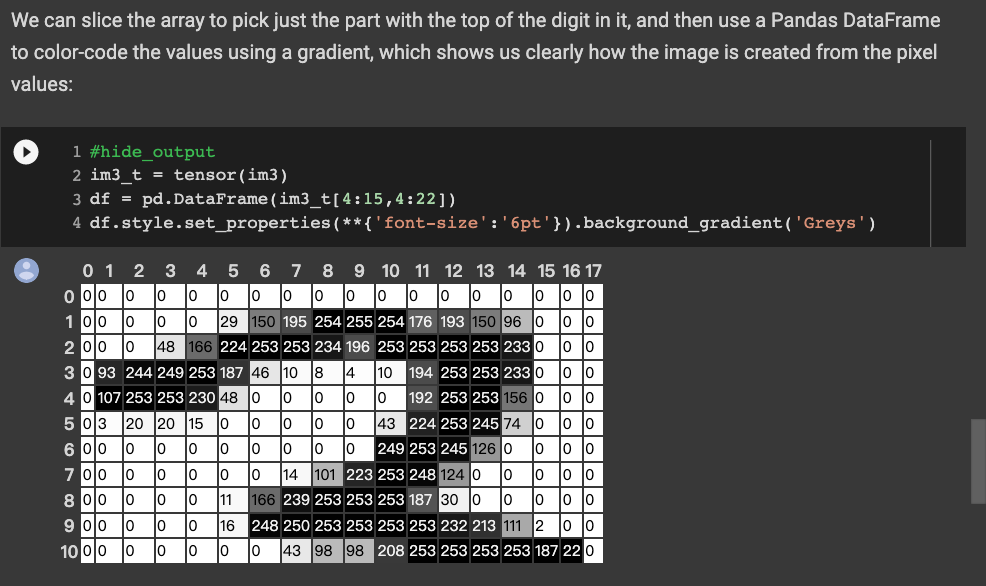 We can slice the array to pick just the part with the top of the digit in it, and then use a Pandas DataFrame
to color-code the values using a gradient, which shows us clearly how the image is created from the pixel
values:
1 #hide_output
2 im3_t = tensor(im3)
3 df = pd.DataFrame(im3_t[4:15,4:22])
4 df.style.set_properties(**{'font-size':'6pt'}).background_gradient('Greys')
0 1 2 3 4 5 6 7 8 9 10 11 12 13 14 15 16 17
0 0 0 0 0 0 0 0 0 0 0 0 0 0 0 0 0 0 0
1 0 0 0 0 0 29 150 195 254 255 254 176 193 150 96 0 0 0
2 0 0 0 48 166 224 253 253 234 196 253 253 253 253 233 0 0 0
3 0 93 244 249 253 187 46 10 8 4 10 194 253 253 233 0 0 0
4 0 107 253 253 230 48 0 0 0 0 0 192 253 253 156 0 0 0
5 0 3 20 20 15 0 0 0 0 0 43 224 253 245 74 0 0 0
6 0 0 0 0 0 0 0 0 0 0 249 253 245 126 0 0 0 0
7 0 0 0 0 0 0 0 14 101 223 253 248 124 0 0 0 0 0
8 0 0 0 0 0 11 166 239 253 253 253 187 30 0 0 0 0 0
9 0 0 0 0 0 16 248 250 253 253 253 253 232 213 111 2 0 0
10 0 0 0 0 0 0 0 43 98 98 208 253 253 253 253 187 22 0